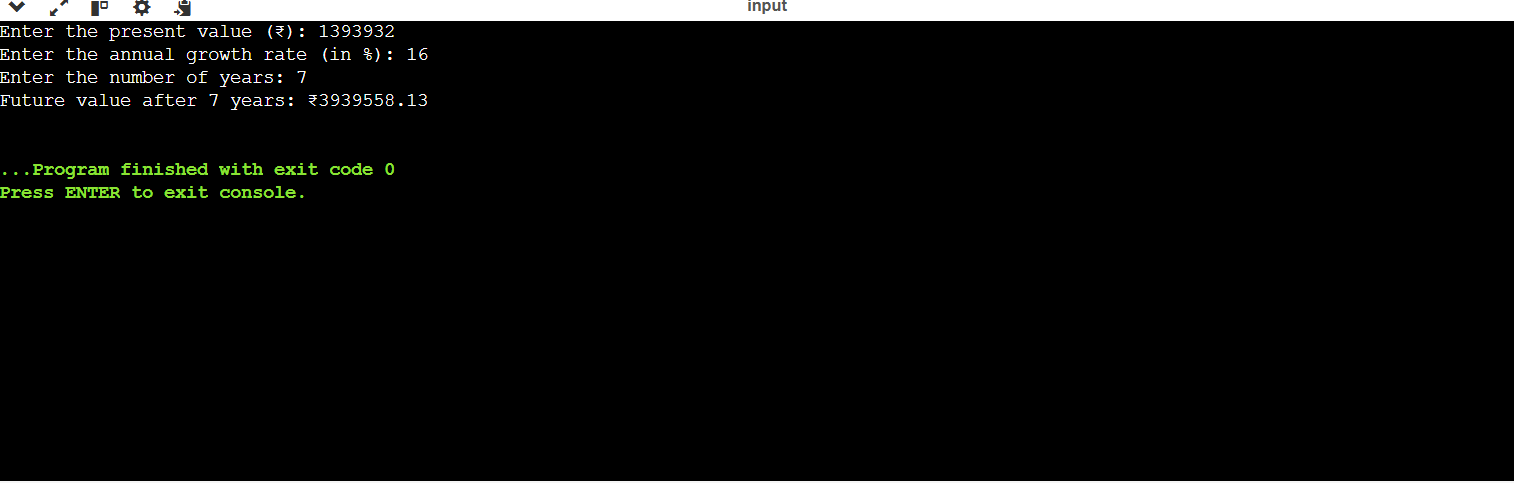 input
Enter the present value (₹): 1393932
Enter the annual growth rate (in %): 16
Enter the number of years: 7
Future value after 7 years: ₹3939558.13
...Program finished with exit code 0
Press ENTER to exit console.